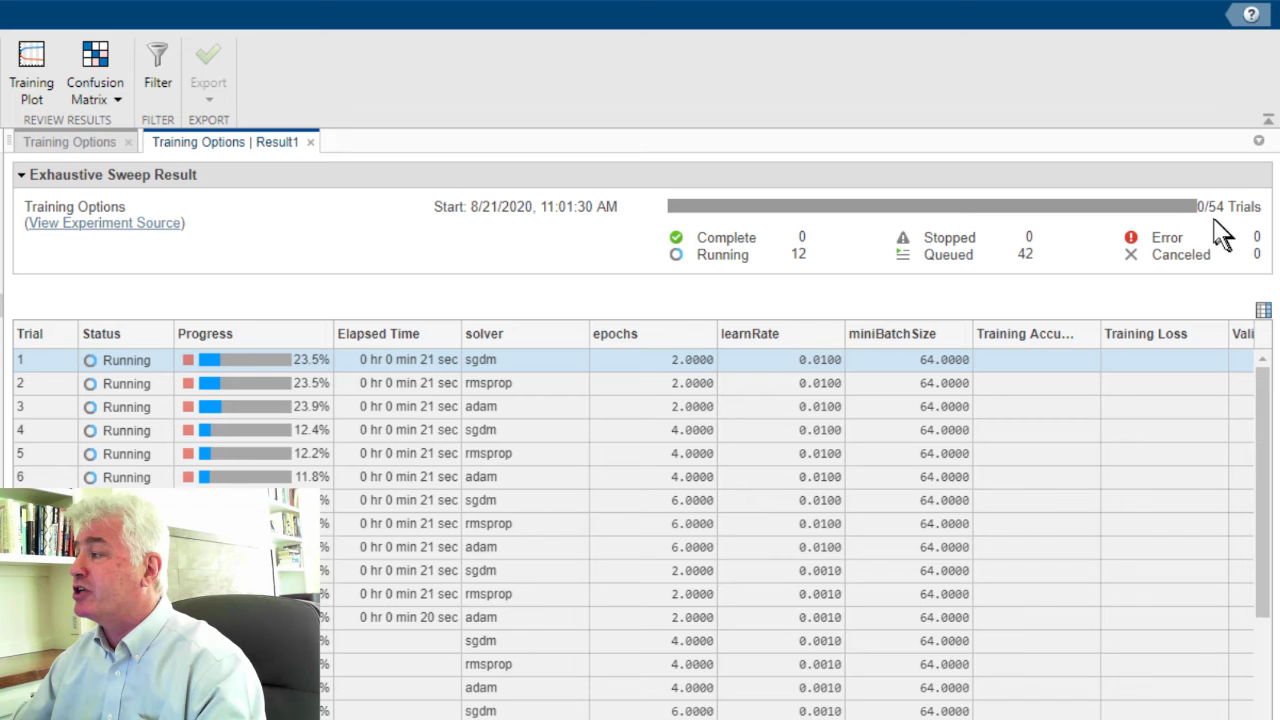 ?
Training Plot
Confusion Matrix
Filter
Export
REVIEW RESULTS
FILTER
EXPORT
Training Options ×
Training Options | Result1 ×
Exhaustive Sweep Result
Training Options
(View Experiment Source)
Start: 8/21/2020, 11:01:30 AM
0/54 Trials
Complete 0
Stopped 0
Error 0
Running 12
Queued 42
Canceled 0
Trial Status Progress Elapsed Time solver epochs learnRate miniBatchSize Training Accu... Training Loss Vali
1 Running 23.5% 0 hr 0 min 21 sec sgdm 2.0000 0.0100 64.0000
2 Running 23.5% 0 hr 0 min 21 sec rmsprop 2.0000 0.0100 64.0000
3 Running 23.9% 0 hr 0 min 21 sec adam 2.0000 0.0100 64.0000
4 Running 12.4% 0 hr 0 min 21 sec sgdm 4.0000 0.0100 64.0000
5 Running 12.2% 0 hr 0 min 21 sec rmsprop 4.0000 0.0100 64.0000
6 Running 11.8% 0 hr 0 min 21 sec adam 4.0000 0.0100 64.0000
% 0 hr 0 min 21 sec sgdm 6.0000 0.0100 64.0000
% 0 hr 0 min 21 sec rmsprop 6.0000 0.0100 64.0000
% 0 hr 0 min 21 sec adam 6.0000 0.0100 64.0000
% 0 hr 0 min 21 sec sgdm 2.0000 0.0010 64.0000
% 0 hr 0 min 21 sec rmsprop 2.0000 0.0010 64.0000
% 0 hr 0 min 20 sec adam 2.0000 0.0010 64.0000
% sgdm 4.0000 0.0010 64.0000
% rmsprop 4.0000 0.0010 64.0000
% adam 4.0000 0.0010 64.0000
% sgdm 6.0000 0.0010 64.0000